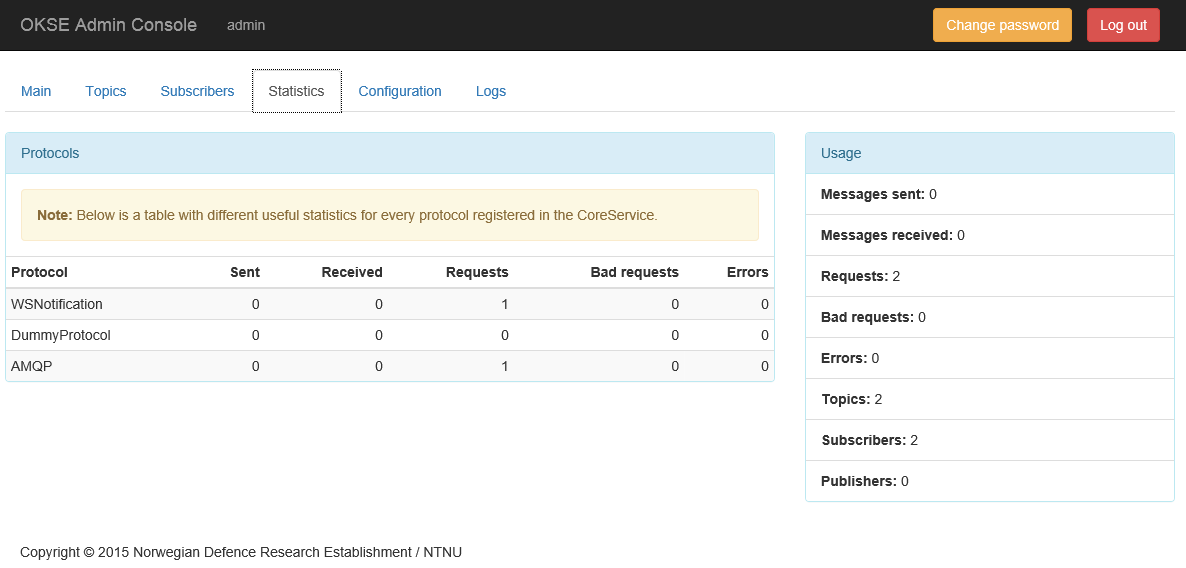 OKSE Admin Console admin Change password Log out
Main Topics Subscribers Statistics Configuration Logs
Protocols
Note: Below is a table with different useful statistics for every protocol registered in the CoreService.
Protocol Sent Received Requests Bad requests Errors
WSNotification 0 0 1 0 0
DummyProtocol 0 0 0 0 0
AMQP 0 0 1 0 0
Usage
Messages sent: 0
Messages received: 0
Requests: 2
Bad requests: 0
Errors: 0
Topics: 2
Subscribers: 2
Publishers: 0
Copyright © 2015 Norwegian Defence Research Establishment / NTNU